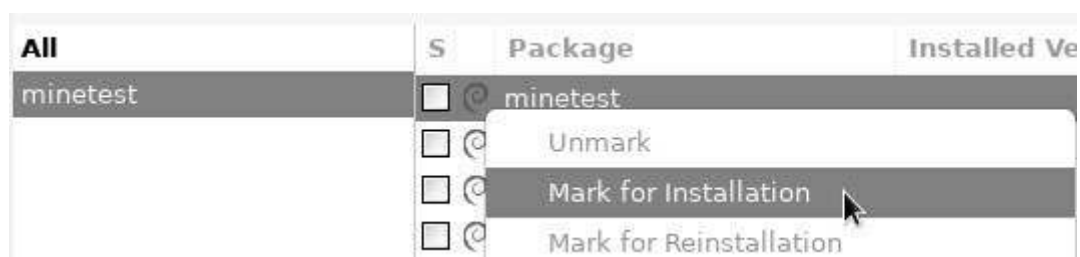 All S Package Installed Ve
minetest minetest
Unmark
Mark for Installation
Mark for Reinstallation